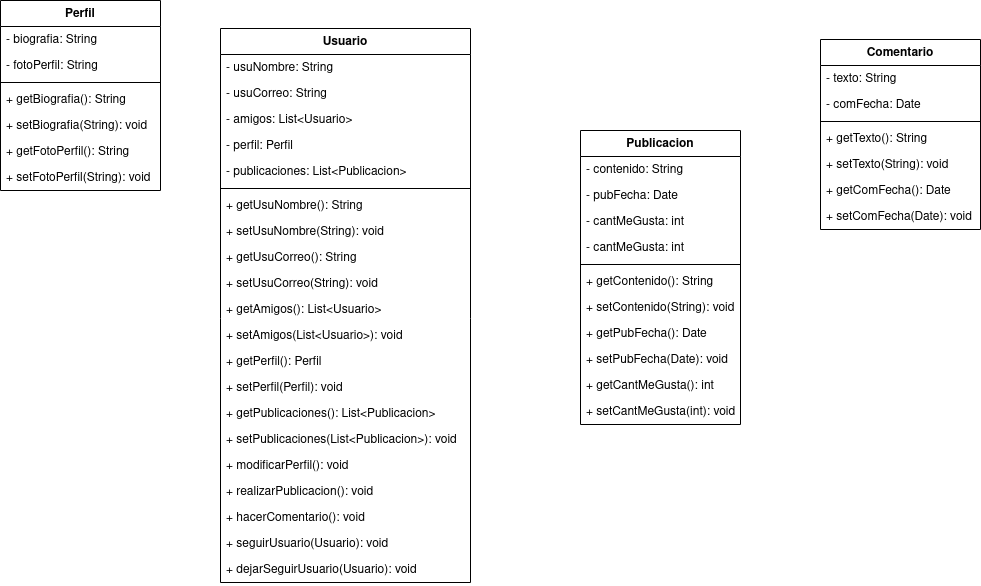 Perfil
- biografia: String
- fotoPerfil: String
+ getBiografia(): String
+ setBiografia(String): void
+ getFotoPerfil(): String
+ setFotoPerfil(String): void
Usuario
- usuNombre: String
- usuCorreo: String
- amigos: List<Usuario>
- perfil: Perfil
- publicaciones: List<Publicacion>
+ getUsuNombre(): String
+ setUsuNombre(String): void
+ getUsuCorreo(): String
+ setUsuCorreo(String): void
+ getAmigos(): List<Usuario>
+ setAmigos(List<Usuario>): void
+ getPerfil(): Perfil
+ setPerfil(Perfil): void
+ getPublicaciones(): List<Publicacion>
+ setPublicaciones(List<Publicacion>): void
+ modificarPerfil(): void
+ realizarPublicacion(): void
+ hacerComentario(): void
+ seguirUsuario(Usuario): void
+ dejarSeguirUsuario(Usuario): void
Publicacion
- contenido: String
- pubFecha: Date
- cantMeGusta: int
- cantMeGusta: int
+ getContenido(): String
+ setContenido(String): void
+ getPubFecha(): Date
+ setPubFecha(Date): void
+ getCantMeGusta(): int
+ setCantMeGusta(int): void
Comentario
- texto: String
- comFecha: Date
+ getTexto(): String
+ setTexto(String): void
+ getComFecha(): Date
+ setComFecha(Date): void